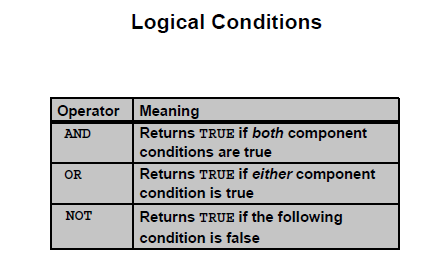 Logical Conditions
Operator Meaning
AND Returns TRUE if both component
conditions are true
OR Returns TRUE if either component
condition is true
NOT Returns TRUE if the following
condition is false